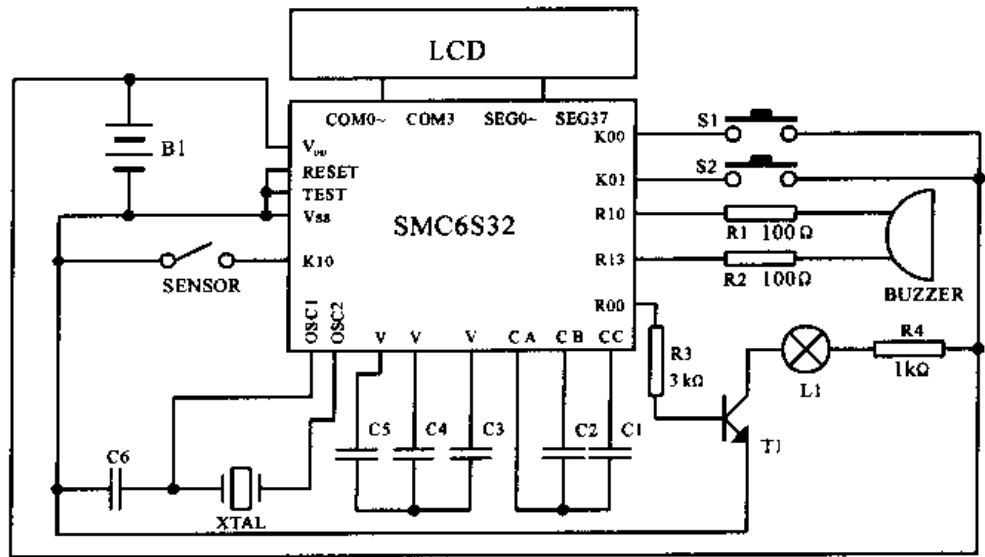 LCD
COM0~ COM3 SEG0~ SEG37
VDD
RESET
TEST
Vss
K10
SMC6S32
K00
K01
R10
R13
R00
OSC1
OSC2
V V V CA CB CC
B1
SENSOR
S1
S2
R1 100Ω
R2 100Ω
BUZZER
R3
3kΩ
R4
1kΩ
L1
T1
C5 C4 C3 C2 C1
C6
XTAL